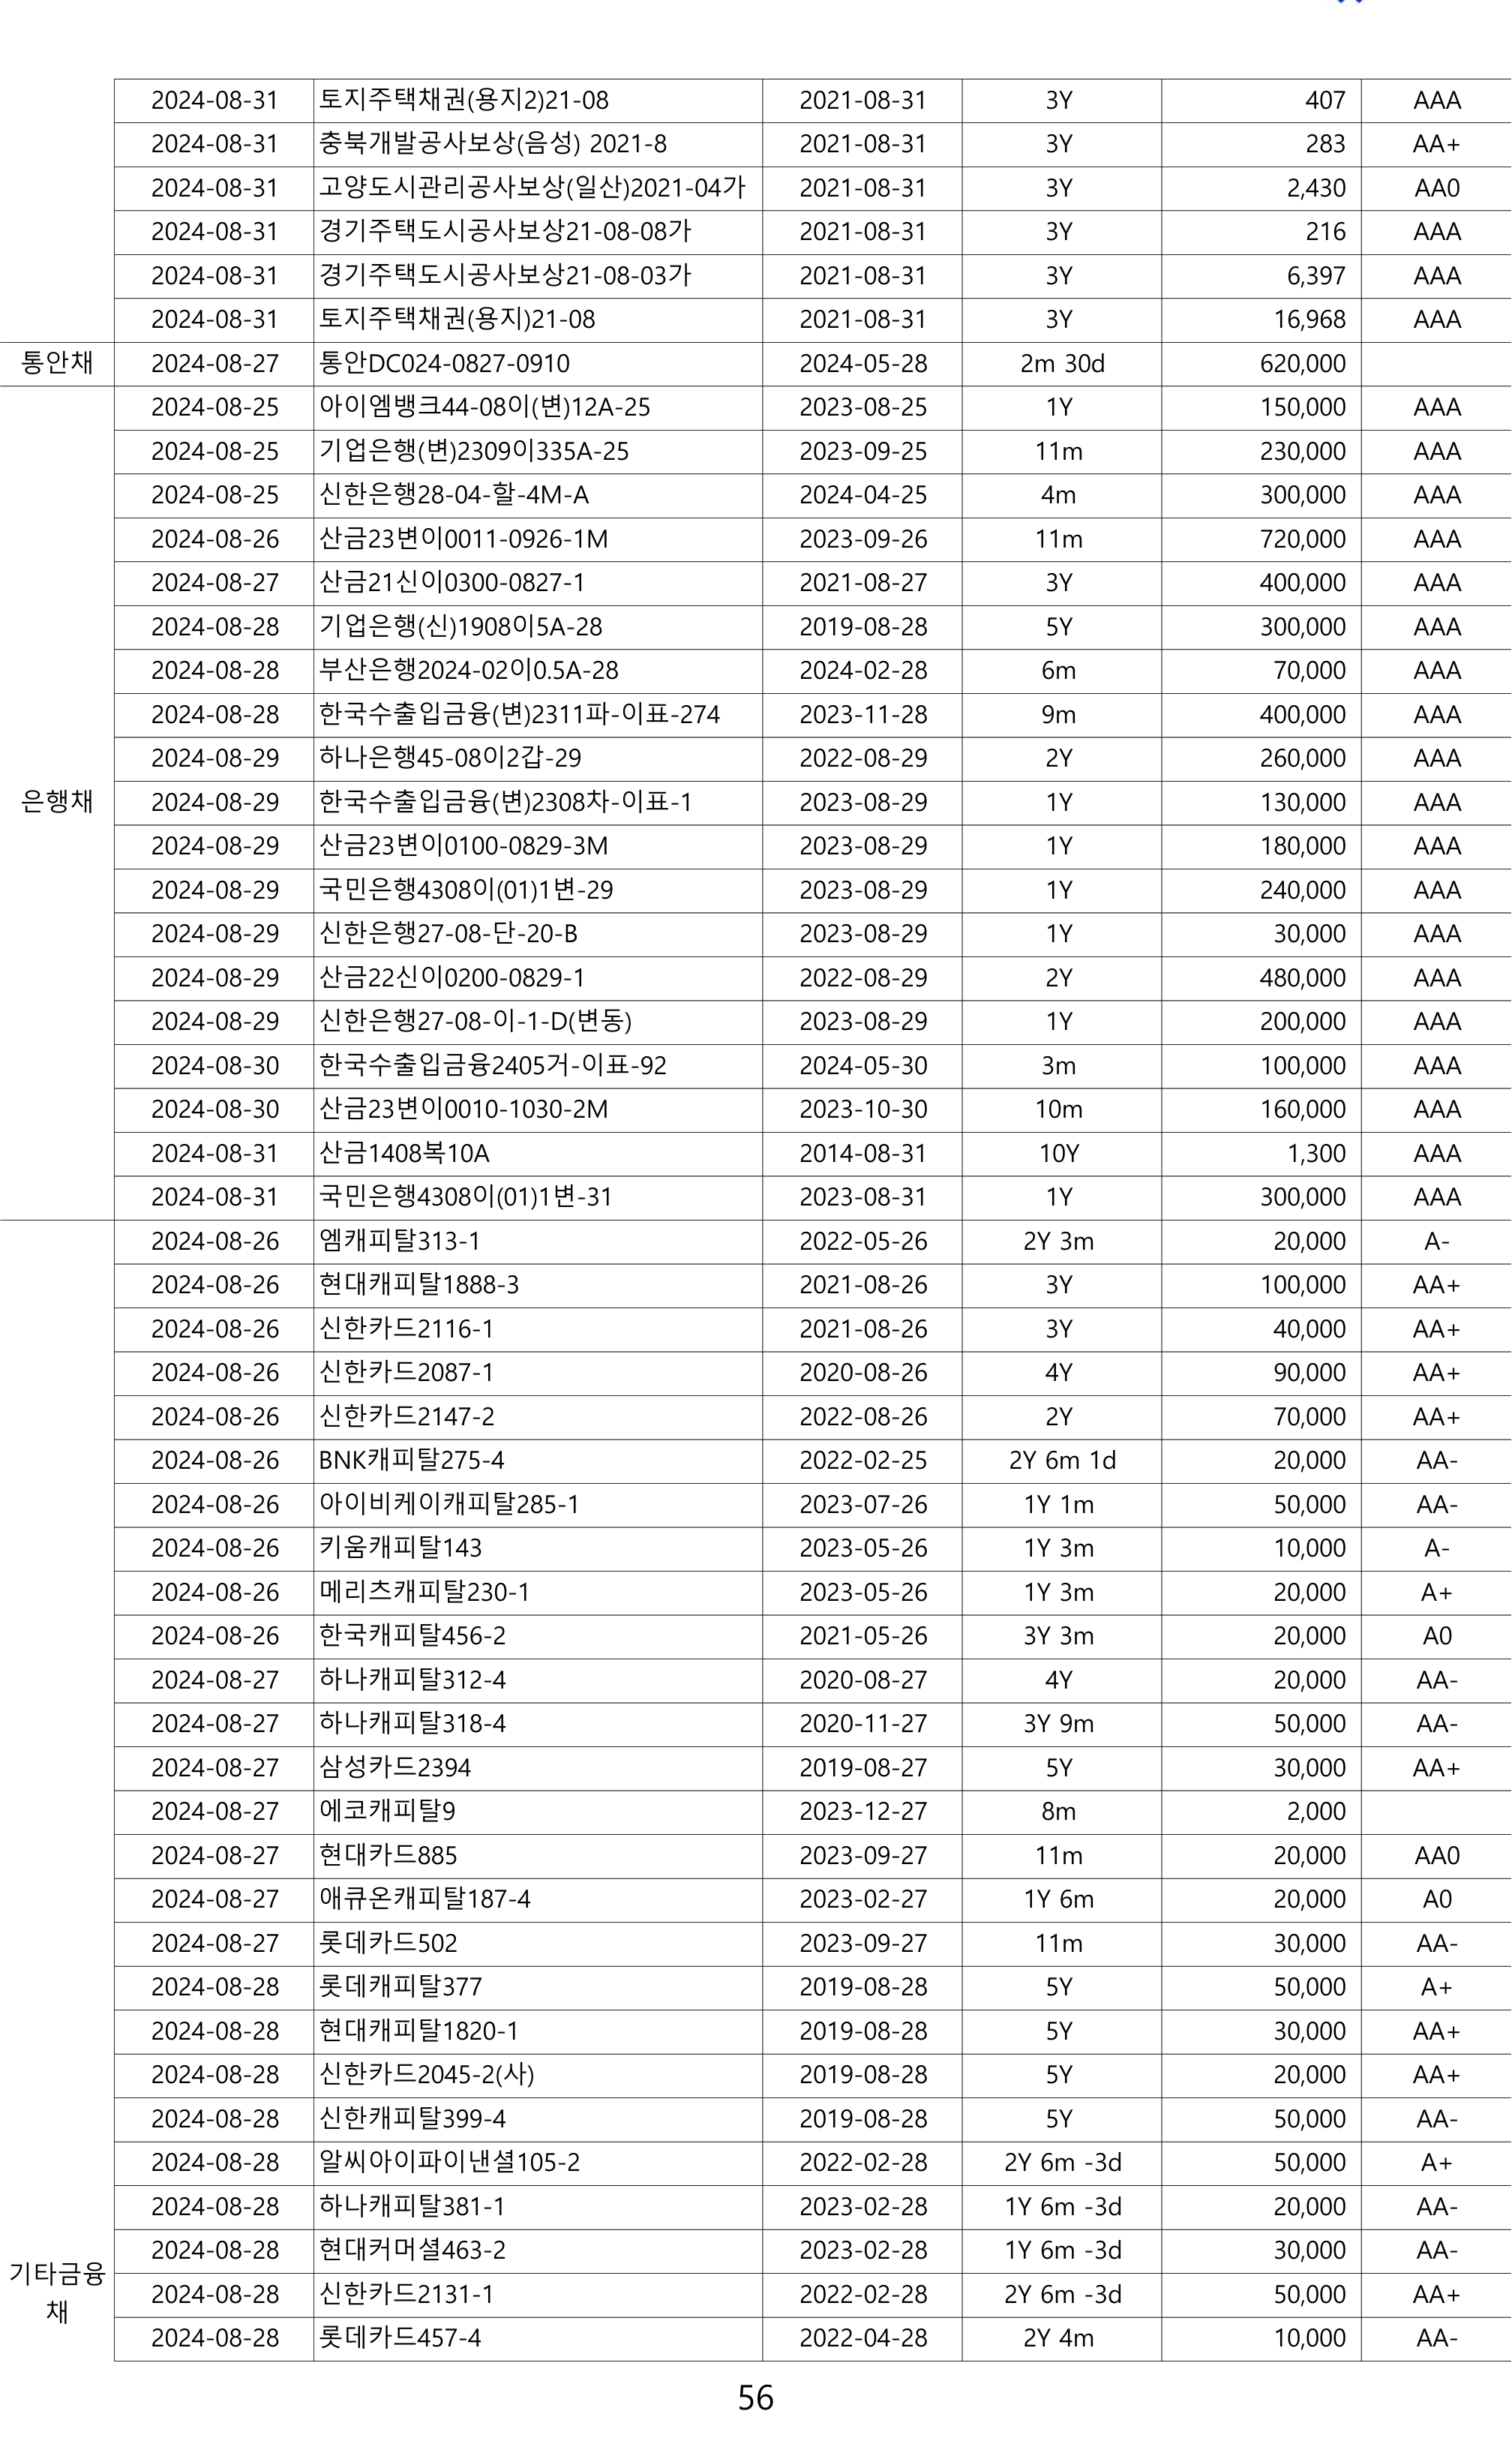 2024-08-31 토지주택채권(용지2)21-08 2021-08-31 3Y 407 AAA
2024-08-31 충북개발공사보상(음성) 2021-8 2021-08-31 3Y 283 AA+
2024-08-31 고양도시관리공사보상(일산)2021-04가 2021-08-31 3Y 2,430 AA0
2024-08-31 경기주택도시공사보상21-08-08가 2021-08-31 3Y 216 AAA
2024-08-31 경기주택도시공사보상21-08-03가 2021-08-31 3Y 6,397 AAA
2024-08-31 토지주택채권(용지)21-08 2021-08-31 3Y 16,968 AAA
통안채 2024-08-27 통안DC024-0827-0910 2024-05-28 2m 30d 620,000
2024-08-25 아이엠뱅크44-08이(변)12A-25 2023-08-25 1Y 150,000 AAA
2024-08-25 기업은행(변)2309이335A-25 2023-09-25 11m 230,000 AAA
2024-08-25 신한은행28-04-할-4M-A 2024-04-25 4m 300,000 AAA
2024-08-26 산금23변이0011-0926-1M 2023-09-26 11m 720,000 AAA
2024-08-27 산금21신이0300-0827-1 2021-08-27 3Y 400,000 AAA
2024-08-28 기업은행(신)1908이5A-28 2019-08-28 5Y 300,000 AAA
2024-08-28 부산은행2024-02이0.5A-28 2024-02-28 6m 70,000 AAA
2024-08-28 한국수출입금융(변)2311파-이표-274 2023-11-28 9m 400,000 AAA
2024-08-29 하나은행45-08이2갑-29 2022-08-29 2Y 260,000 AAA
은행채 2024-08-29 한국수출입금융(변)2308차-이표-1 2023-08-29 1Y 130,000 AAA
2024-08-29 산금23변이0100-0829-3M 2023-08-29 1Y 180,000 AAA
2024-08-29 국민은행4308이(01)1변-29 2023-08-29 1Y 240,000 AAA
2024-08-29 신한은행27-08-단-20-B 2023-08-29 1Y 30,000 AAA
2024-08-29 산금22신이0200-0829-1 2022-08-29 2Y 480,000 AAA
2024-08-29 신한은행27-08-이-1-D(변동) 2023-08-29 1Y 200,000 AAA
2024-08-30 한국수출입금융2405거-이표-92 2024-05-30 3m 100,000 AAA
2024-08-30 산금23변이0010-1030-2M 2023-10-30 10m 160,000 AAA
2024-08-31 산금1408복10A 2014-08-31 10Y 1,300 AAA
2024-08-31 국민은행4308이(01)1변-31 2023-08-31 1Y 300,000 AAA
2024-08-26 엠캐피탈313-1 2022-05-26 2Y 3m 20,000 A-
2024-08-26 현대캐피탈1888-3 2021-08-26 3Y 100,000 AA+
2024-08-26 신한카드2116-1 2021-08-26 3Y 40,000 AA+
2024-08-26 신한카드2087-1 2020-08-26 4Y 90,000 AA+
2024-08-26 신한카드2147-2 2022-08-26 2Y 70,000 AA+
2024-08-26 BNK캐피탈275-4 2022-02-25 2Y 6m 1d 20,000 AA-
2024-08-26 아이비케이캐피탈285-1 2023-07-26 1Y 1m 50,000 AA-
2024-08-26 키움캐피탈143 2023-05-26 1Y 3m 10,000 A-
2024-08-26 메리츠캐피탈230-1 2023-05-26 1Y 3m 20,000 A+
2024-08-26 한국캐피탈456-2 2021-05-26 3Y 3m 20,000 A0
2024-08-27 하나캐피탈312-4 2020-08-27 4Y 20,000 AA-
2024-08-27 하나캐피탈318-4 2020-11-27 3Y 9m 50,000 AA-
2024-08-27 삼성카드2394 2019-08-27 5Y 30,000 AA+
2024-08-27 에코캐피탈9 2023-12-27 8m 2,000
2024-08-27 현대카드885 2023-09-27 11m 20,000 AA0
2024-08-27 애큐온캐피탈187-4 2023-02-27 1Y 6m 20,000 A0
2024-08-27 롯데카드502 2023-09-27 11m 30,000 AA-
2024-08-28 롯데캐피탈377 2019-08-28 5Y 50,000 A+
2024-08-28 현대캐피탈1820-1 2019-08-28 5Y 30,000 AA+
2024-08-28 신한카드2045-2(사) 2019-08-28 5Y 20,000 AA+
2024-08-28 신한캐피탈399-4 2019-08-28 5Y 50,000 AA-
2024-08-28 알씨아이파이낸셜105-2 2022-02-28 2Y 6m -3d 50,000 A+
2024-08-28 하나캐피탈381-1 2023-02-28 1Y 6m -3d 20,000 AA-
기타금융 2024-08-28 현대커머셜463-2 2023-02-28 1Y 6m -3d 30,000 AA-
채 2024-08-28 신한카드2131-1 2022-02-28 2Y 6m -3d 50,000 AA+
2024-08-28 롯데카드457-4 2022-04-28 2Y 4m 10,000 AA-
56